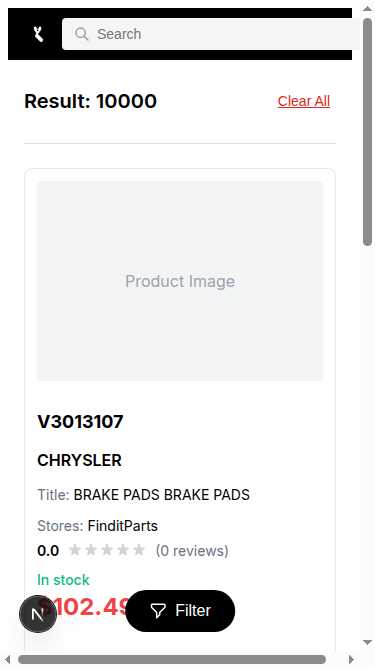 Search
Result: 10000
Clear All
Product Image
V3013107
CHRYSLER
Title: BRAKE PADS BRAKE PADS
Stores: FinditParts
0.0 (0 reviews)
In stock
$102.49
Filter
N